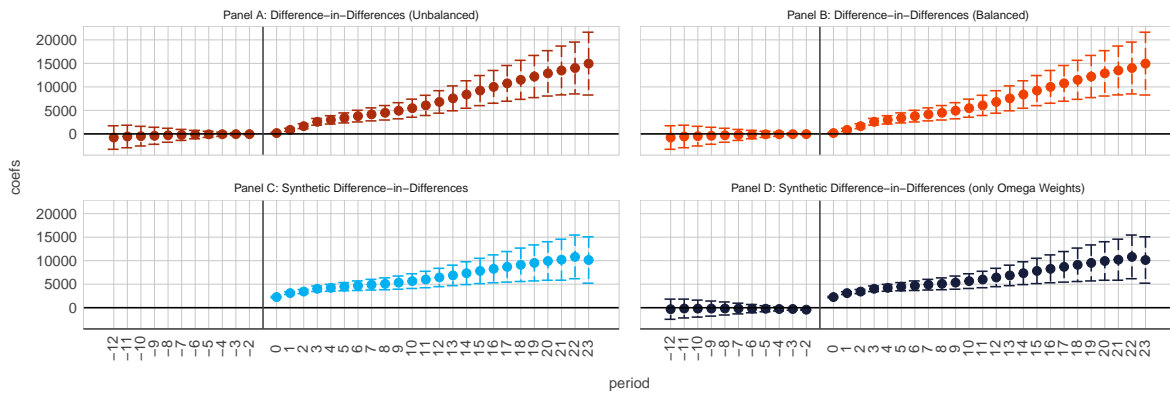 Panel A: Difference−in−Differences (Unbalanced)
Panel B: Difference−in−Differences (Balanced)
20000
15000
10000
5000
0
Panel C: Synthetic Difference−in−Differences
Panel D: Synthetic Difference−in−Differences (only Omega Weights)
20000
15000
10000
5000
0
coefs
−12 −11 −10 −9 −8 −7 −6 −5 −4 −3 −2 0 1 2 3 4 5 6 7 8 9 10 11 12 13 14 15 16 17 18 19 20 21 22 23
−12 −11 −10 −9 −8 −7 −6 −5 −4 −3 −2 0 1 2 3 4 5 6 7 8 9 10 11 12 13 14 15 16 17 18 19 20 21 22 23
period